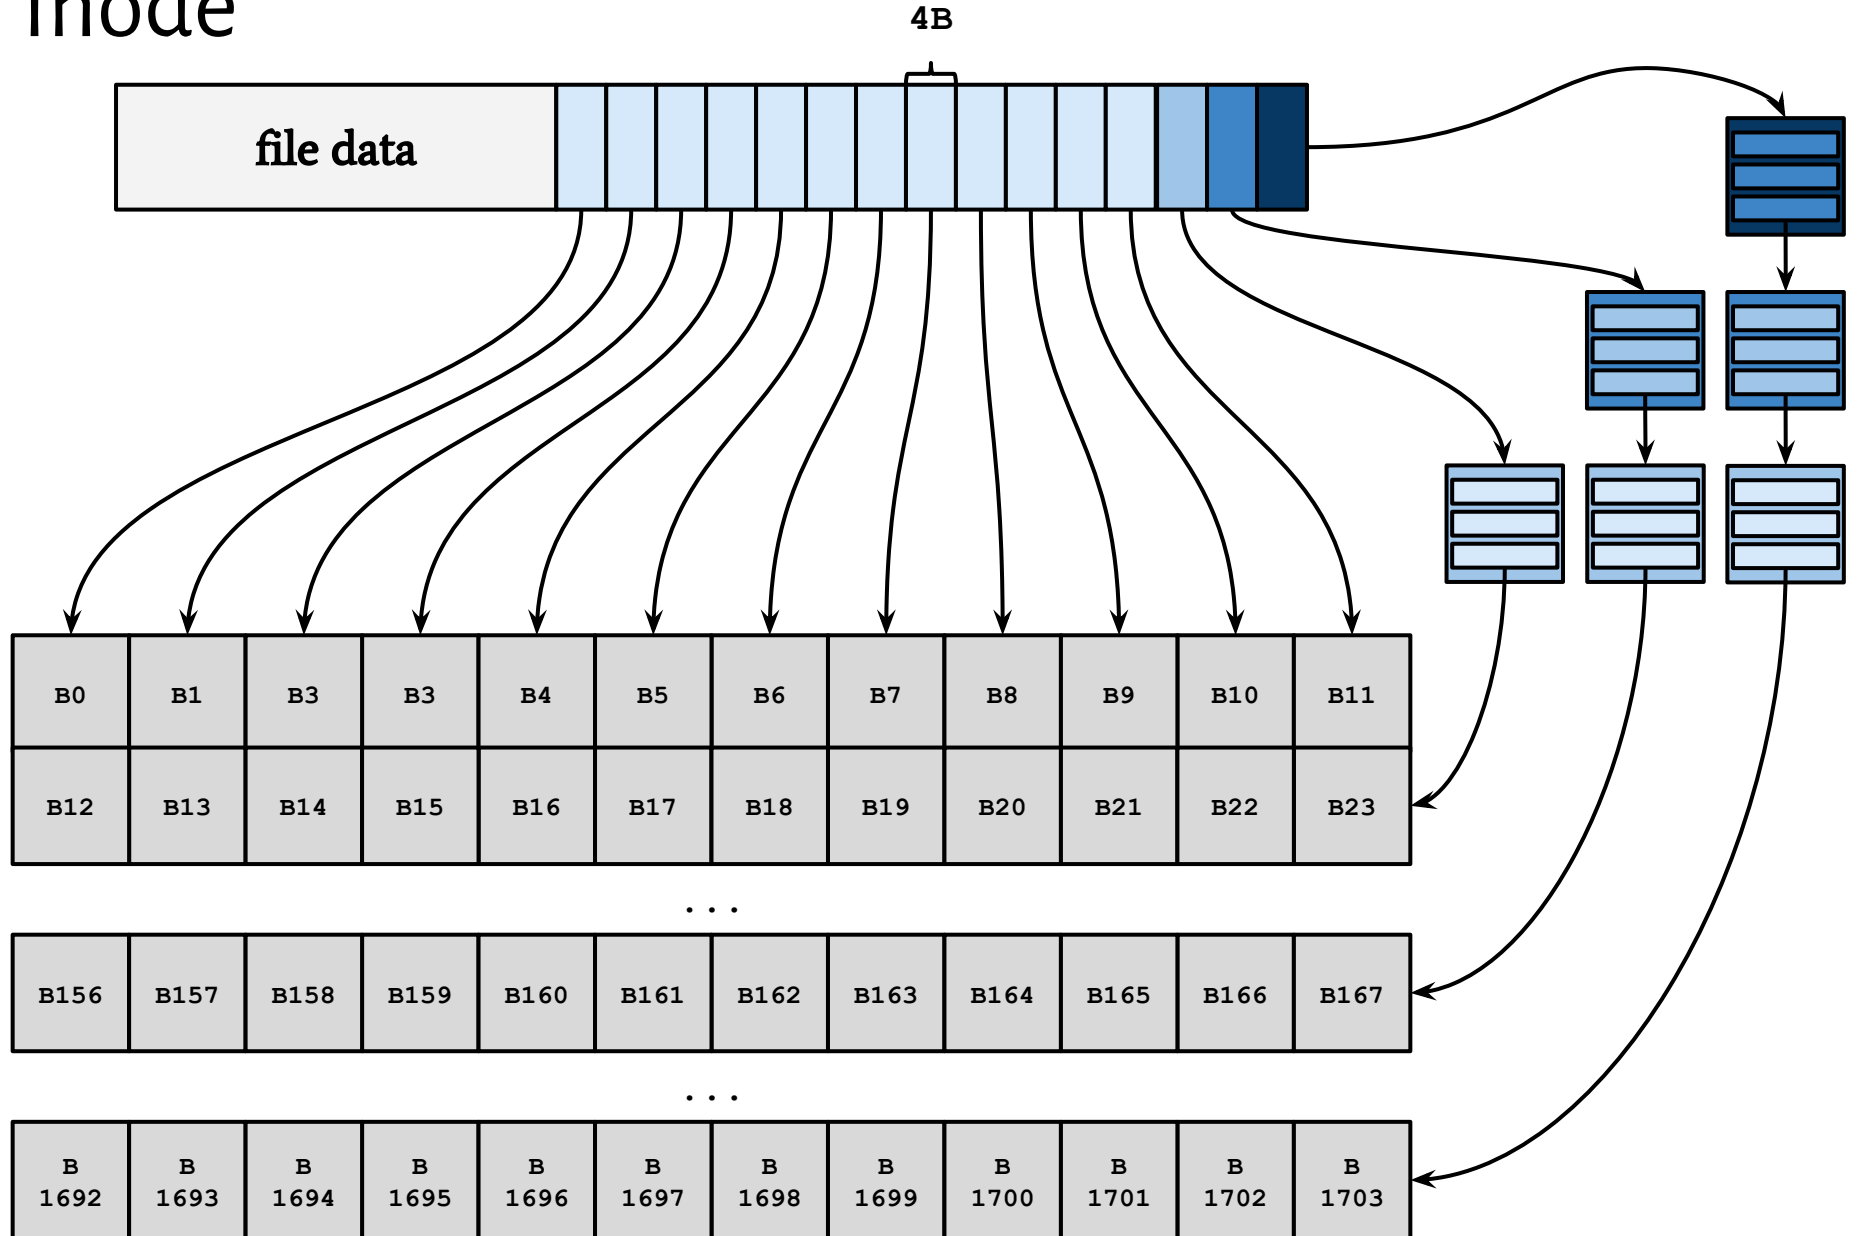 inode
4B
file data
B0 B1 B3 B3 B4 B5 B6 B7 B8 B9 B10 B11
B12 B13 B14 B15 B16 B17 B18 B19 B20 B21 B22 B23
...
B156 B157 B158 B159 B160 B161 B162 B163 B164 B165 B166 B167
...
B B B B B B B B B B B B
1692 1693 1694 1695 1696 1697 1698 1699 1700 1701 1702 1703